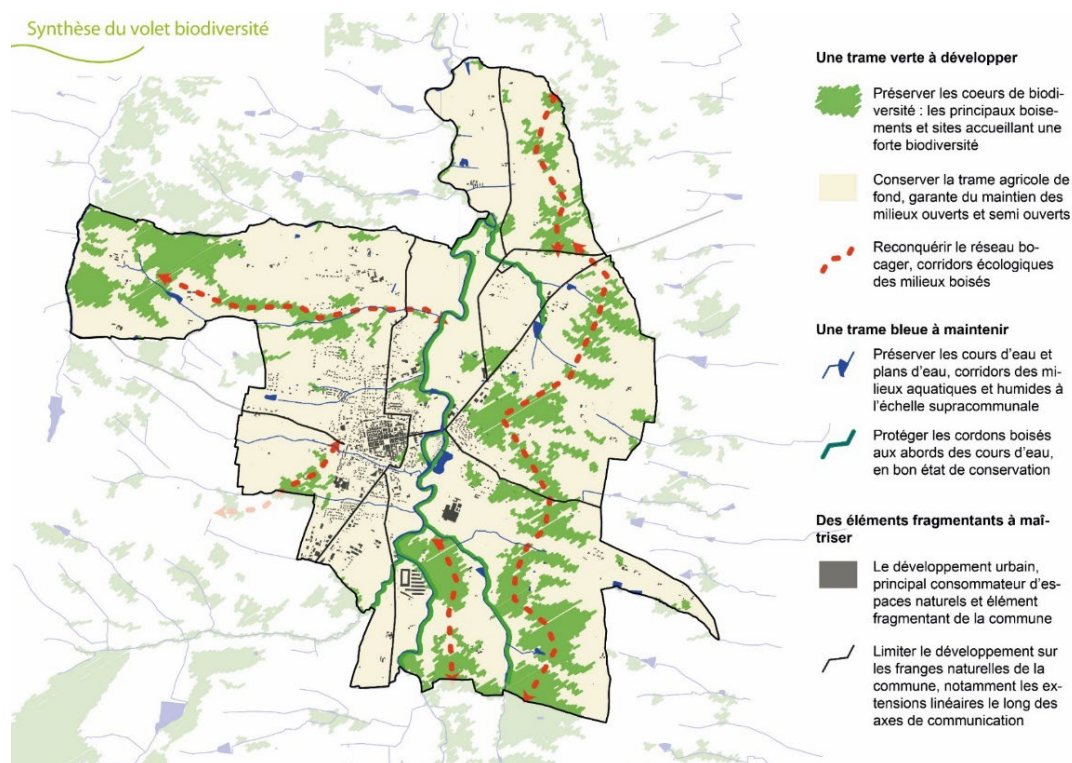 Synthèse du volet biodiversité
Une trame verte à développer
Préserver les coeurs de biodi-
versité : les principaux boise-
ments et sites accueillant une
forte biodiversité
Conserver la trame agricole de
fond, garante du maintien des
milieux ouverts et semi ouverts
Reconquérir le réseau bo-
cager, corridors écologiques
des milieux boisés
Une trame bleue à maintenir
Préserver les cours d'eau et
plans d'eau, corridors des mi-
lieux aquatiques et humides à
l'échelle supracommunale
Protéger les cordons boisés
aux abords des cours d'eau,
en bon état de conservation
Des éléments fragmentants à maî-
triser
Le développement urbain,
principal consommateur d'es-
paces naturels et élément
fragmentant de la commune
Limiter le développement sur
les franges naturelles de la
commune, notamment les ex-
tensions linéaires le long des
axes de communication